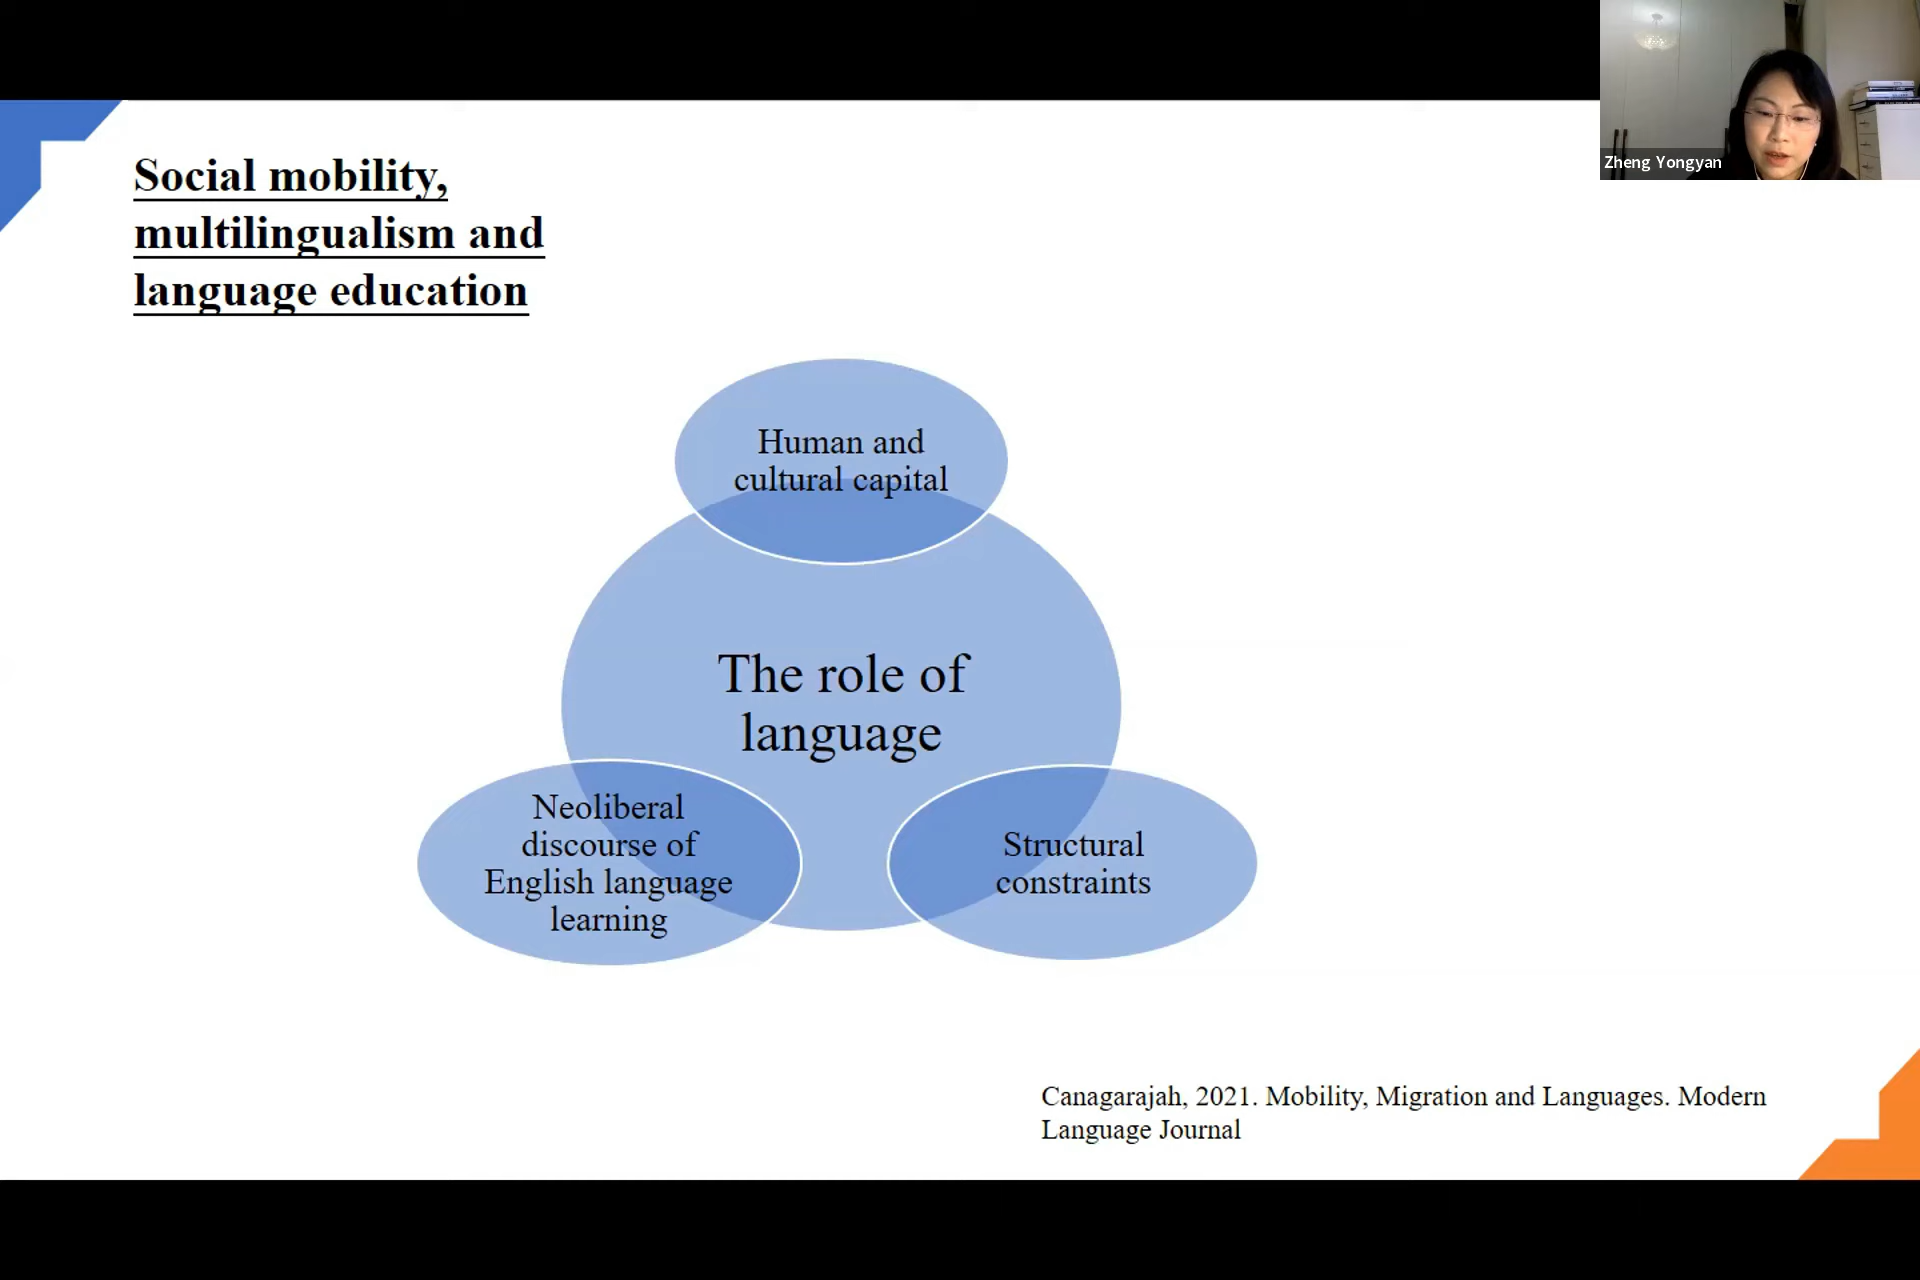 Zheng Yongyan
Social mobility,
multilingualism and
language education
Human and
cultural capital
The role of
language
Neoliberal
discourse of
English language
learning
Structural
constraints
Canagarajah, 2021. Mobility, Migration and Languages. Modern
Language Journal